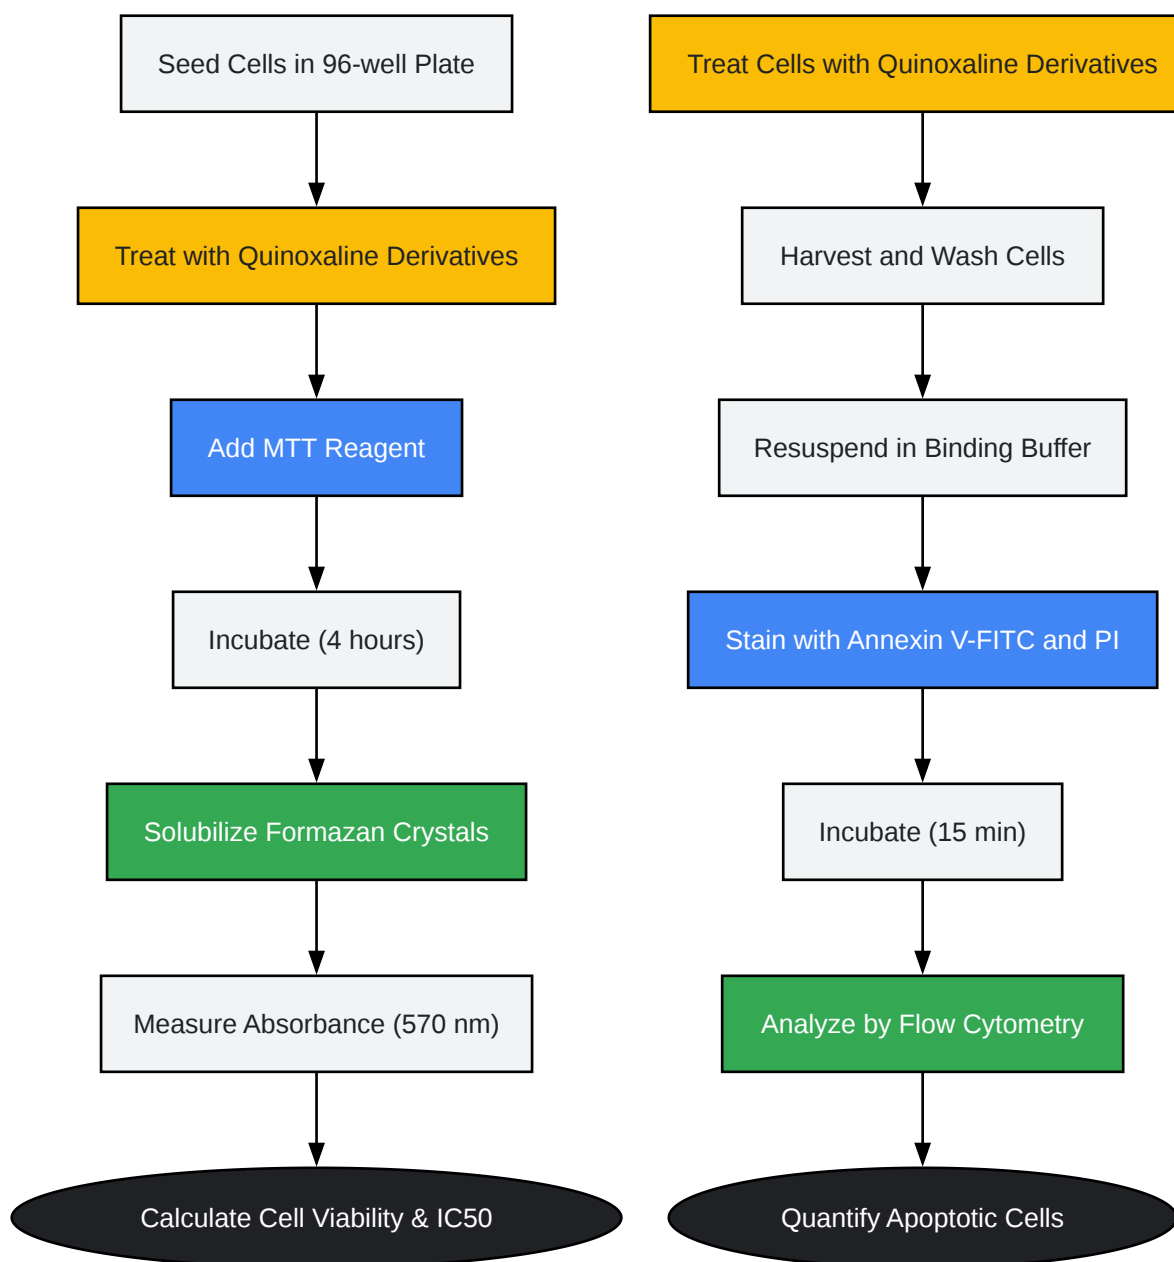 Seed Cells in 96-well Plate
Treat with Quinoxaline Derivatives
Add MTT Reagent
Incubate (4 hours)
Solubilize Formazan Crystals
Measure Absorbance (570 nm)
Calculate Cell Viability & IC50
Treat Cells with Quinoxaline Derivatives
Harvest and Wash Cells
Resuspend in Binding Buffer
Stain with Annexin V-FITC and PI
Incubate (15 min)
Analyze by Flow Cytometry
Quantify Apoptotic Cells